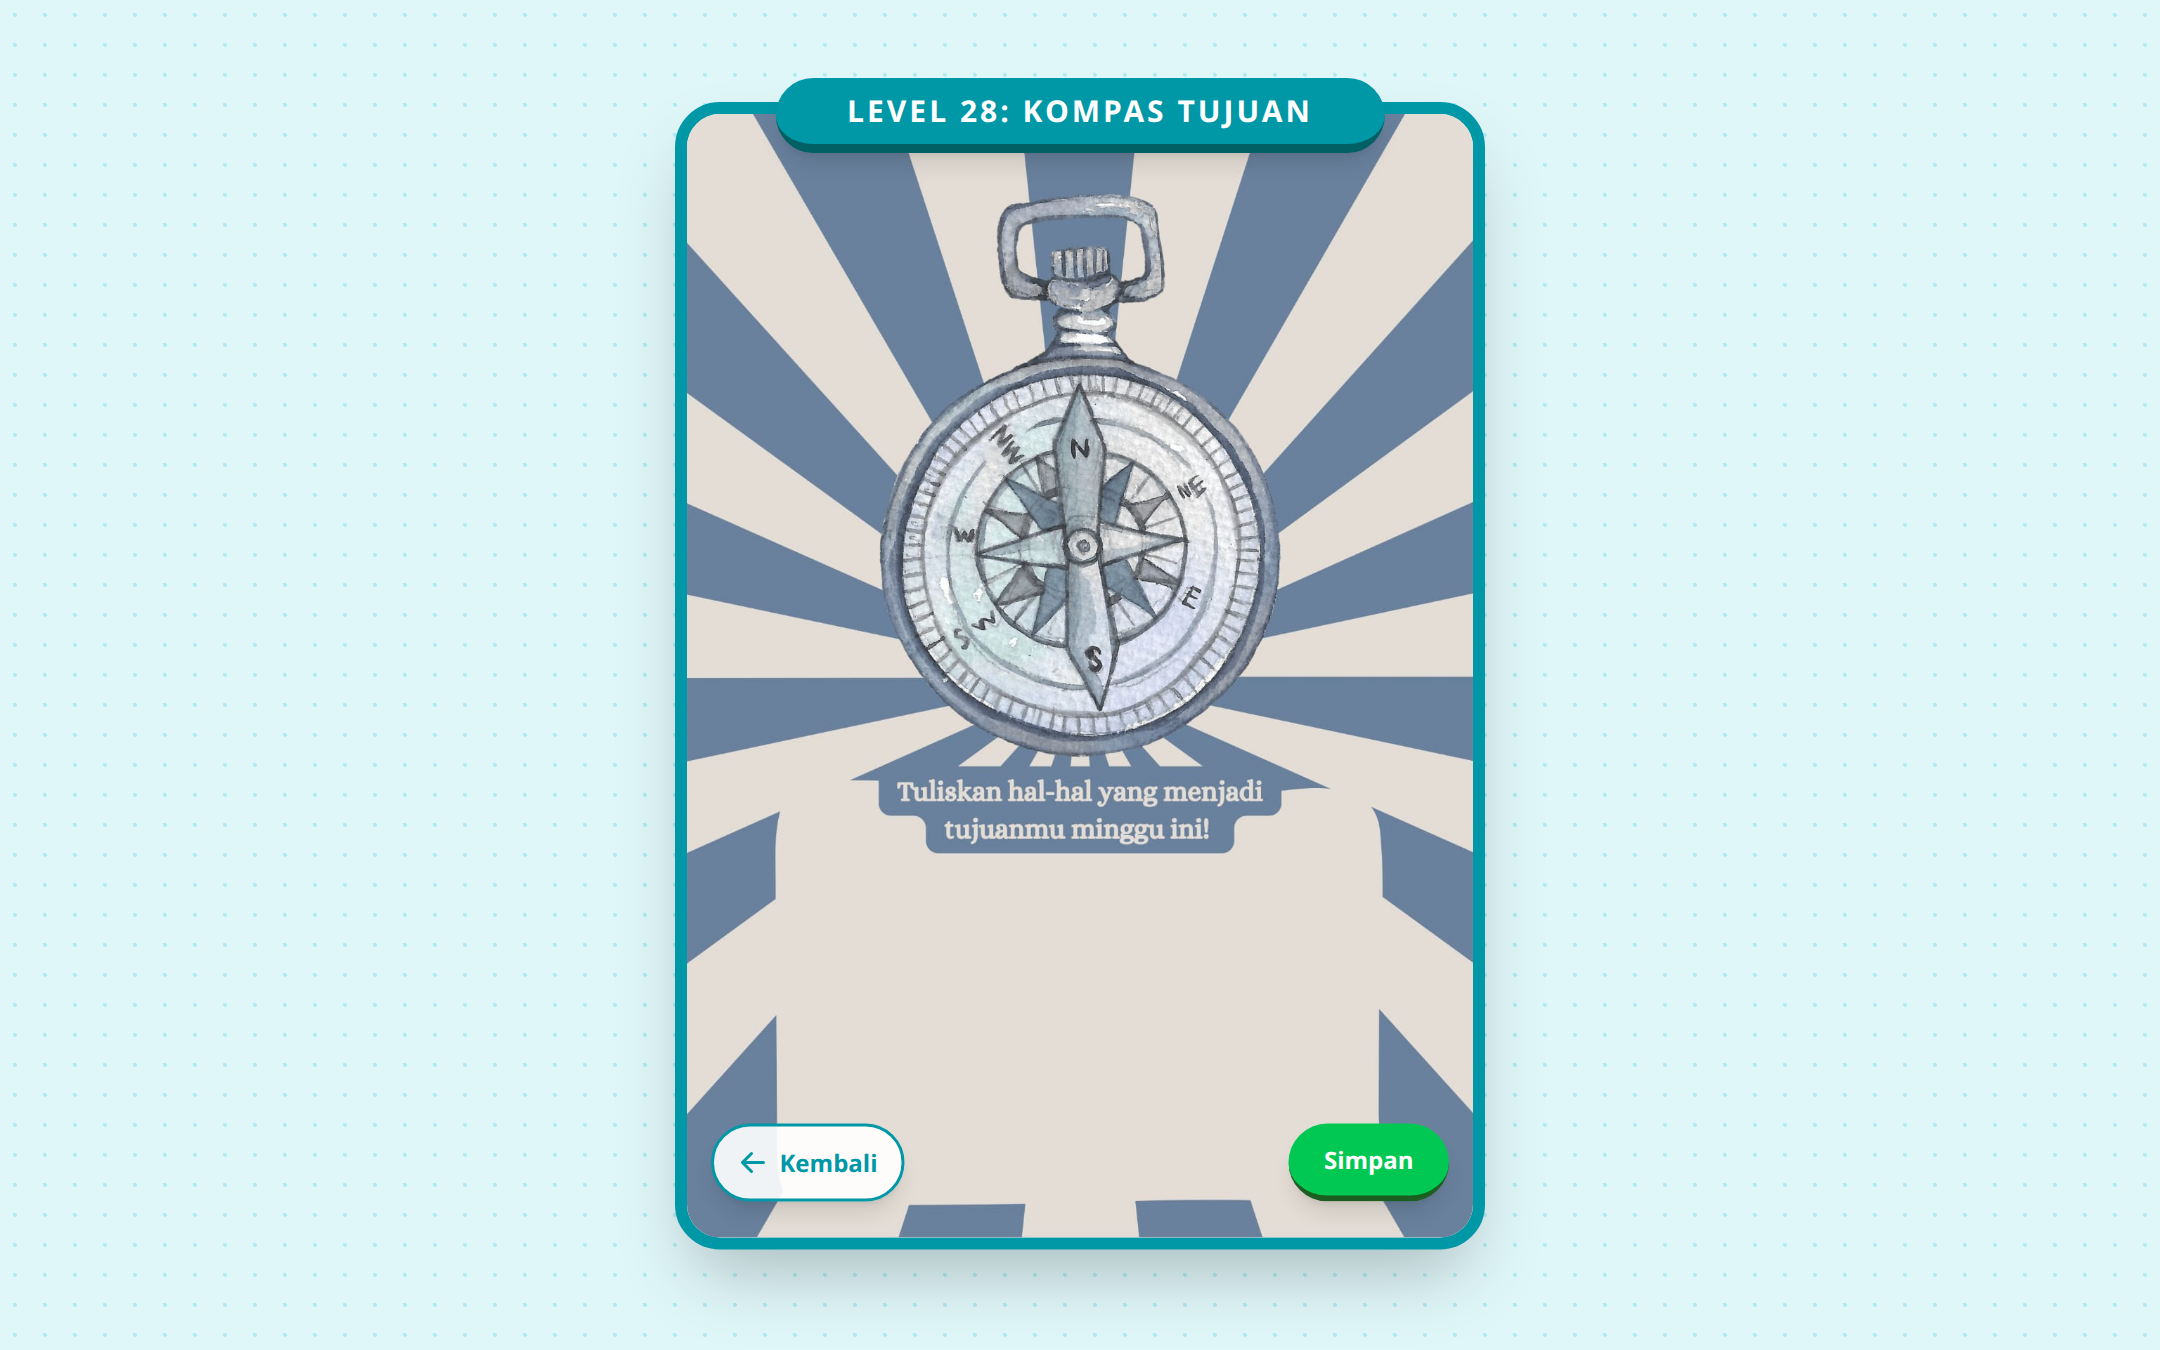 LEVEL 28: KOMPAS TUJUAN
N
NW
NE
W
E
SW
S
Tuliskan hal-hal yang menjadi
tujuanmu minggu ini!
← Kembali
Simpan